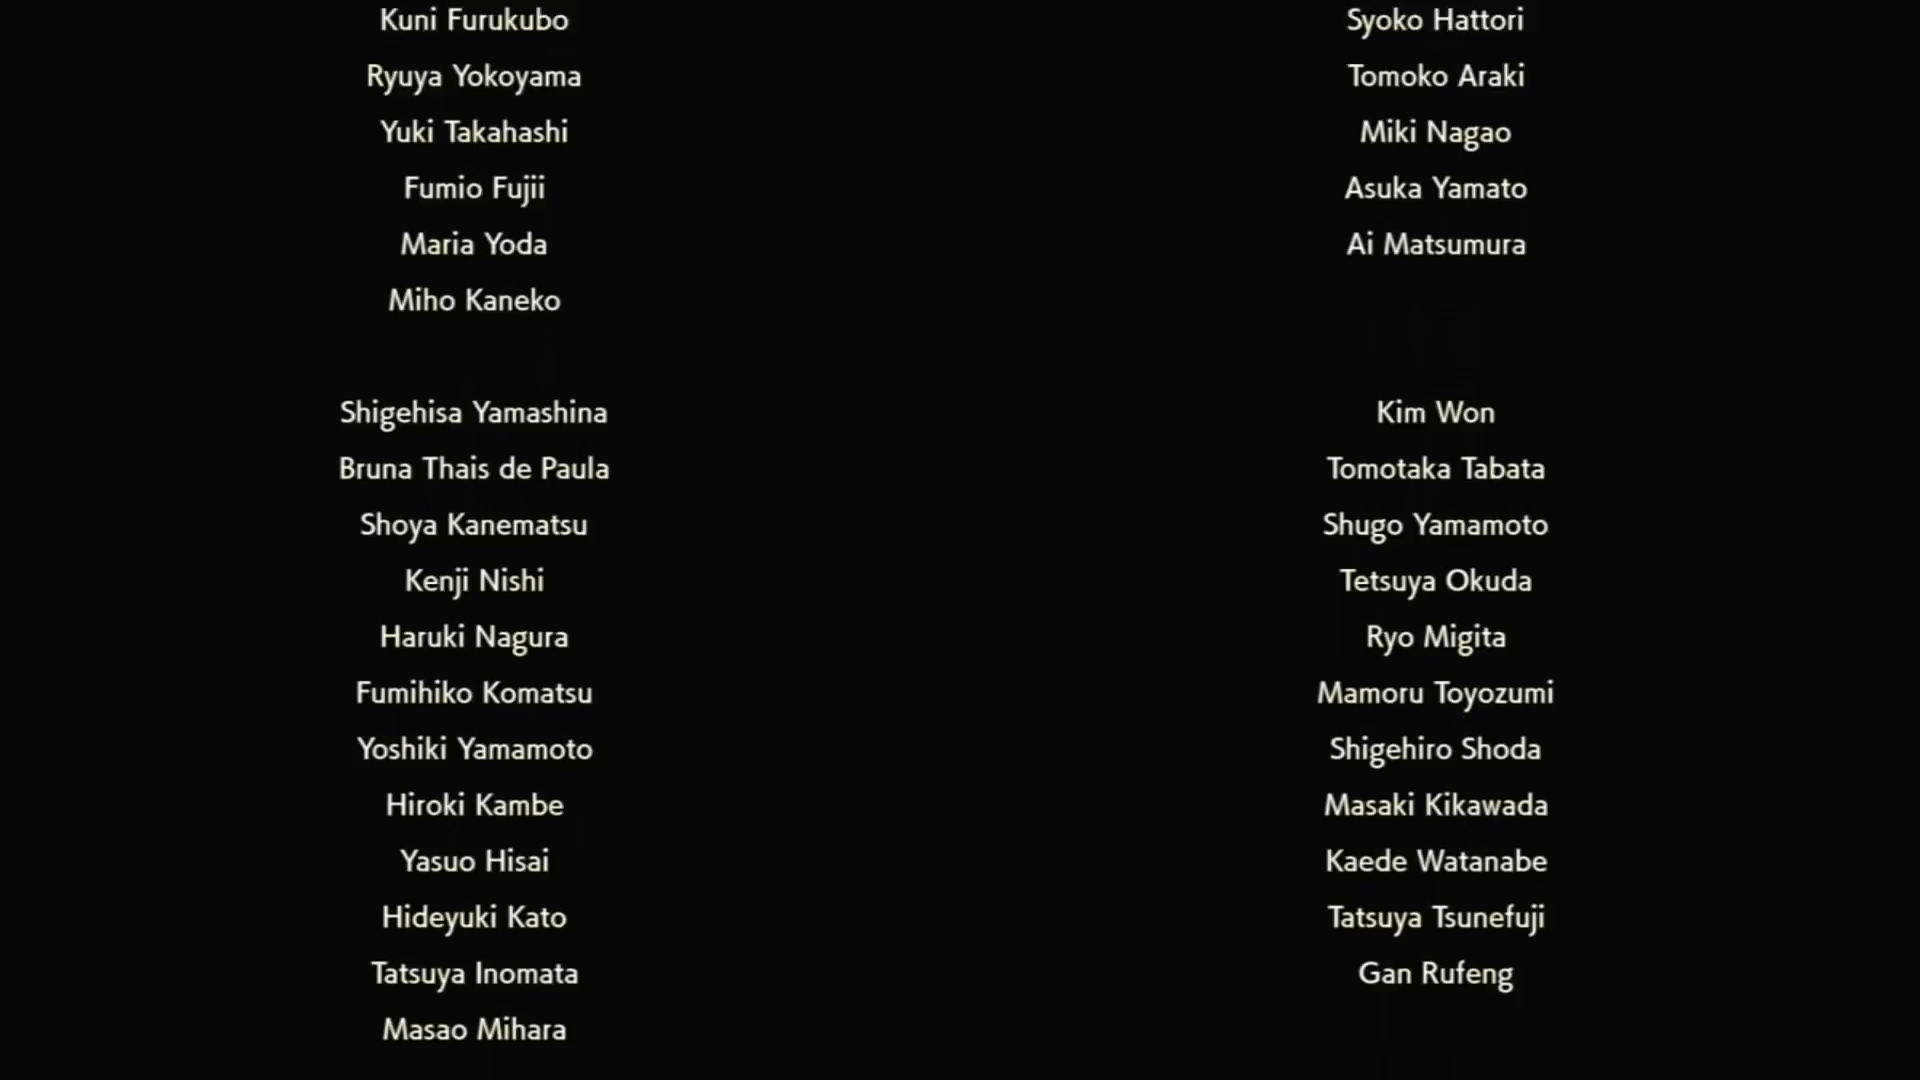 Kuni Furukubo
Syoko Hattori
Ryuya Yokoyama
Tomoko Araki
Yuki Takahashi
Miki Nagao
Fumio Fujii
Asuka Yamato
Maria Yoda
Ai Matsumura
Miho Kaneko
Shigehisa Yamashina
Kim Won
Bruna Thais de Paula
Tomotaka Tabata
Shoya Kanematsu
Shugo Yamamoto
Kenji Nishi
Tetsuya Okuda
Haruki Nagura
Ryo Migita
Fumihiko Komatsu
Mamoru Toyozumi
Yoshiki Yamamoto
Shigehiro Shoda
Hiroki Kambe
Masaki Kikawada
Yasuo Hisai
Kaede Watanabe
Hideyuki Kato
Tatsuya Tsunefuji
Tatsuya Inomata
Gan Rufeng
Masao Mihara